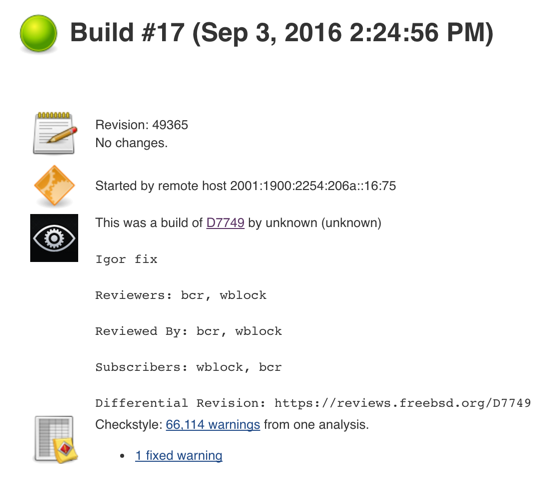 Build #17 (Sep 3, 2016 2:24:56 PM)
Revision: 49365
No changes.
Started by remote host 2001:1900:2254:206a::16:75
This was a build of D7749 by unknown (unknown)
Igor fix
Reviewers: bcr, wblock
Reviewed By: bcr, wblock
Subscribers: wblock, bcr
Differential Revision: https://reviews.freebsd.org/D7749
Checkstyle: 66,114 warnings from one analysis.
• 1 fixed warning